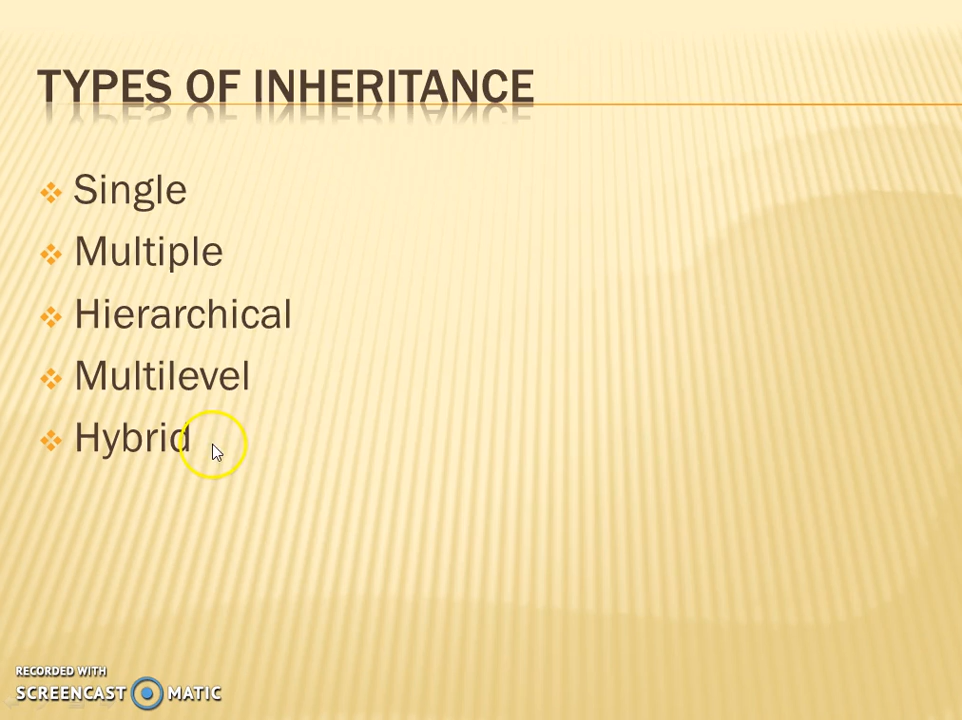 TYPES OF INHERITANCE
Single
Multiple
Hierarchical
Multilevel
Hybrid
RECORDED WITH
SCREENCAST MATIC